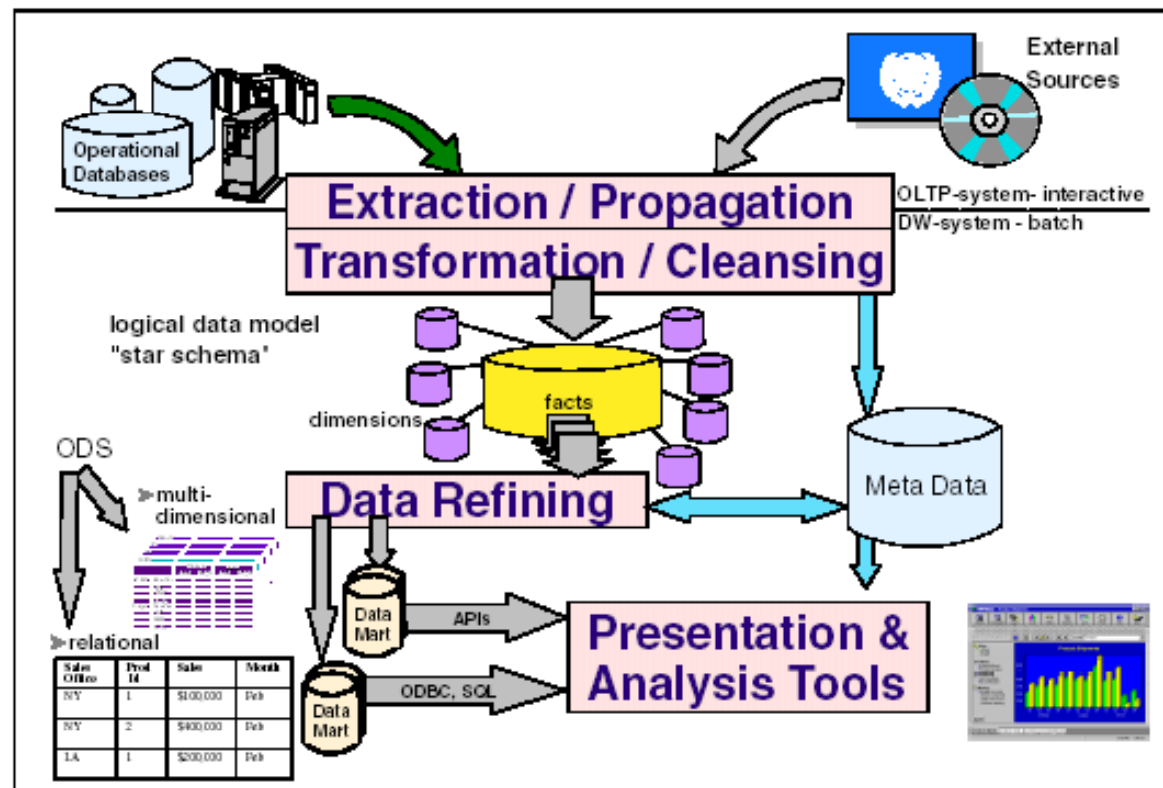 External
Sources
Operational
Databases
Extraction / Propagation
OLTP-system- interactive
DW-system - batch
Transformation / Cleansing
logical data model
"star schema'
facts
dimensions
ODS
multi-
dimensional
Meta Data
Data Refining
Data
Mart
APIs
Presentation &
Analysis Tools
relational
Sales Office Prod Id Sales Month
NY 1 $100,000 Feb
NY 2 $400,000 Feb
LA 1 $200,000 Feb
Data
Mart
ODBC, SQL